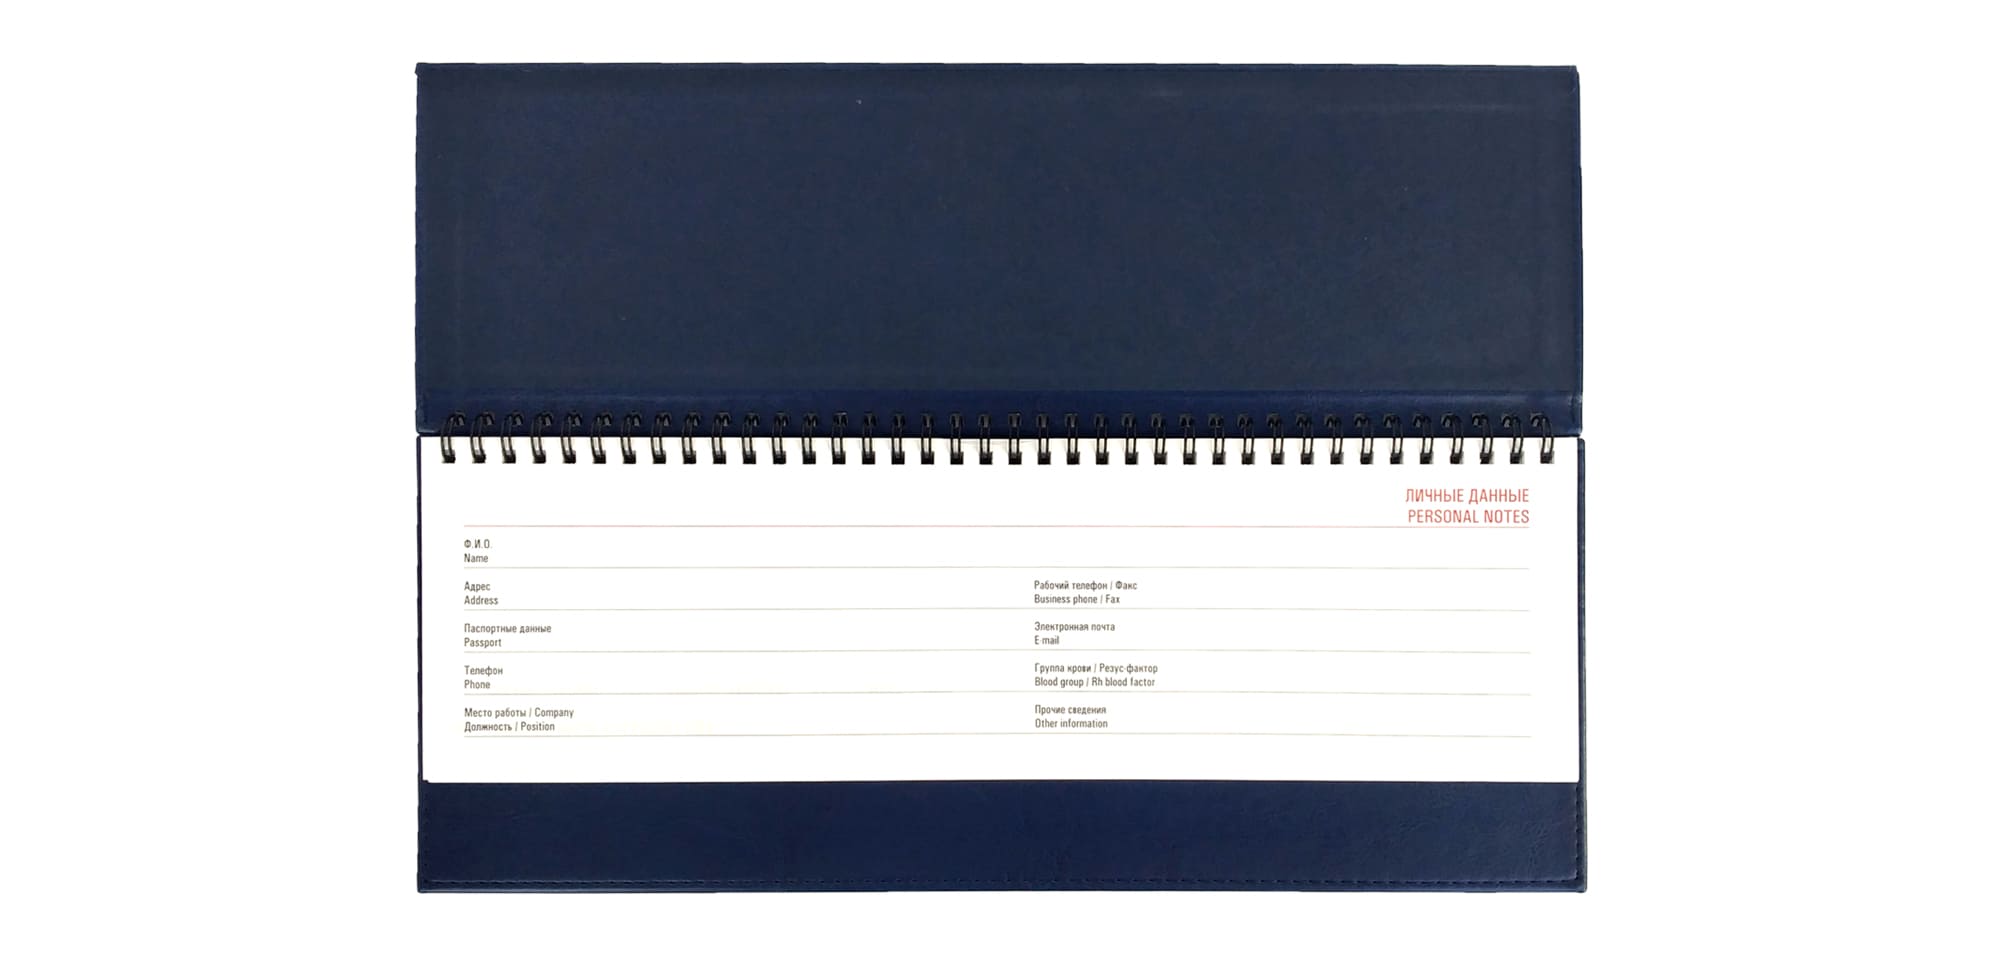 ЛИЧНЫЕ ДАННЫЕ
PERSONAL NOTES
Ф.И.О.
Name
Адрес
Address
Паспортные данные
Passport
Телефон
Phone
Место работы / Company
Должность / Position
Рабочий телефон / Факс
Business phone / Fax
Электронная почта
E-mail
Группа крови / Резус-фактор
Blood group / Rh blood factor
Прочие сведения
Other information